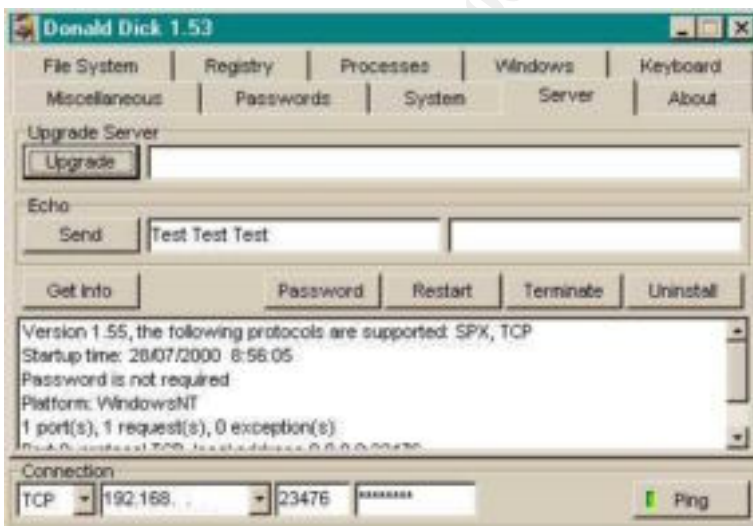 Donald Dick 1.53
File System Registry Processes Windows Keyboard
Miscellaneous Passwords System Server About
Upgrade Server
Upgrade
Echo
Send Test Test Test
Get Info Password Restart Terminate Uninstall
Version 1.55, the following protocols are supported: SPX, TCP
Startup time: 28/07/2000 8:56:05
Password is not required
Platform: WindowsNT
1 port(s), 1 request(s), 0 exception(s)
Connection
TCP 192.168. . 23476 ******** Ping